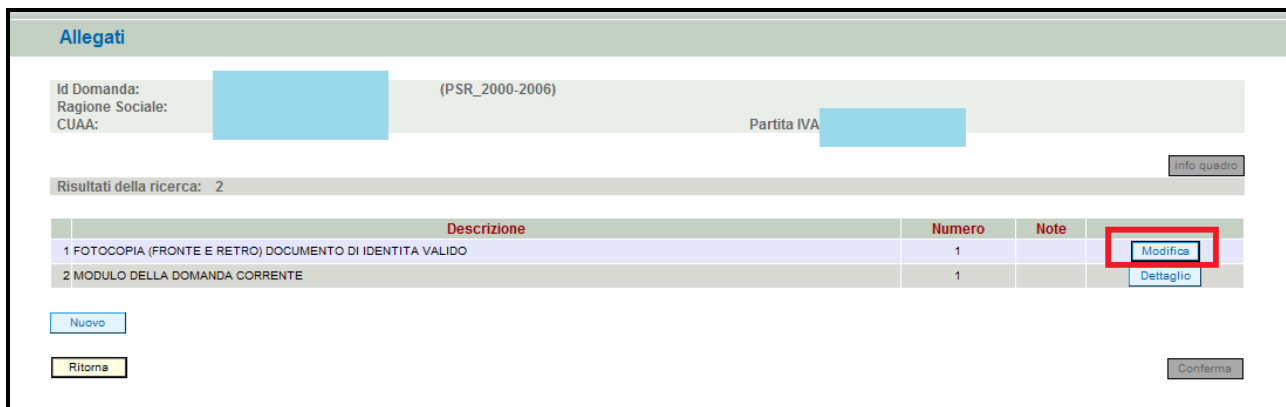 Allegati
Id Domanda: (PSR_2000-2006)
Ragione Sociale:
CUAA: Partita IVA
info quadro
Risultati della ricerca: 2
Descrizione Numero Note
1 FOTOCOPIA (FRONTE E RETRO) DOCUMENTO DI IDENTITA VALIDO 1 Modifica
2 MODULO DELLA DOMANDA CORRENTE 1 Dettaglio
Nuovo
Ritorna Conferma